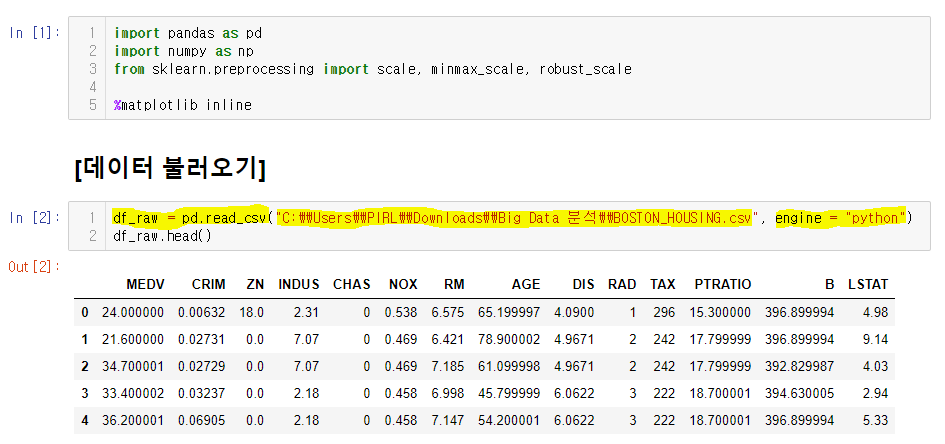 In [1]:
1 import pandas as pd
2 import numpy as np
3 from sklearn.preprocessing import scale, minmax_scale, robust_scale
4
5 %matplotlib inline
[데이터 불러오기]
In [2]:
1 df_raw = pd.read_csv("C:₩₩Users₩₩PIRL₩₩Downloads₩₩Big Data 분석₩₩BOSTON_HOUSING.csv", engine = "python")
2 df_raw.head()
Out[2]:
MEDV CRIM ZN INDUS CHAS NOX RM AGE DIS RAD TAX PTRATIO B LSTAT
0 24.000000 0.00632 18.0 2.31 0 0.538 6.575 65.199997 4.0900 1 296 15.300000 396.899994 4.98
1 21.600000 0.02731 0.0 7.07 0 0.469 6.421 78.900002 4.9671 2 242 17.799999 396.899994 9.14
2 34.700001 0.02729 0.0 7.07 0 0.469 7.185 61.099998 4.9671 2 242 17.799999 392.829987 4.03
3 33.400002 0.03237 0.0 2.18 0 0.458 6.998 45.799999 6.0622 3 222 18.700001 394.630005 2.94
4 36.200001 0.06905 0.0 2.18 0 0.458 7.147 54.200001 6.0622 3 222 18.700001 396.899994 5.33